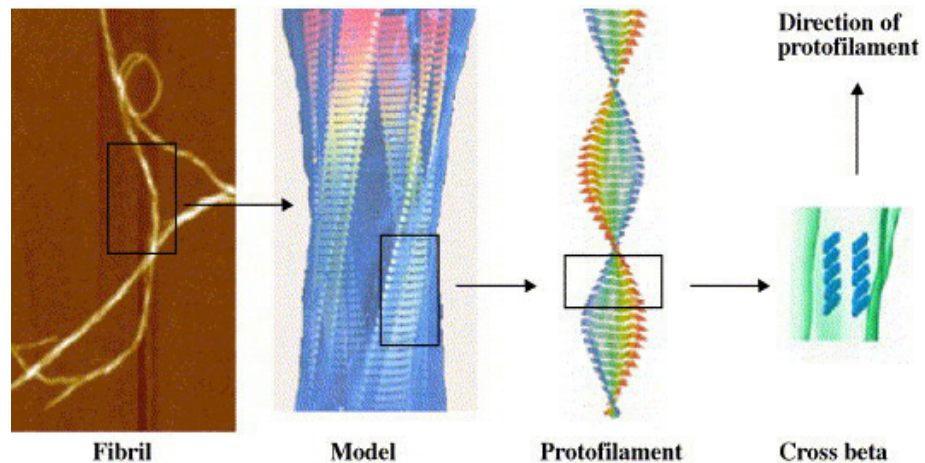 Direction of
protofilament
Fibril
Model
Protofilament
Cross beta